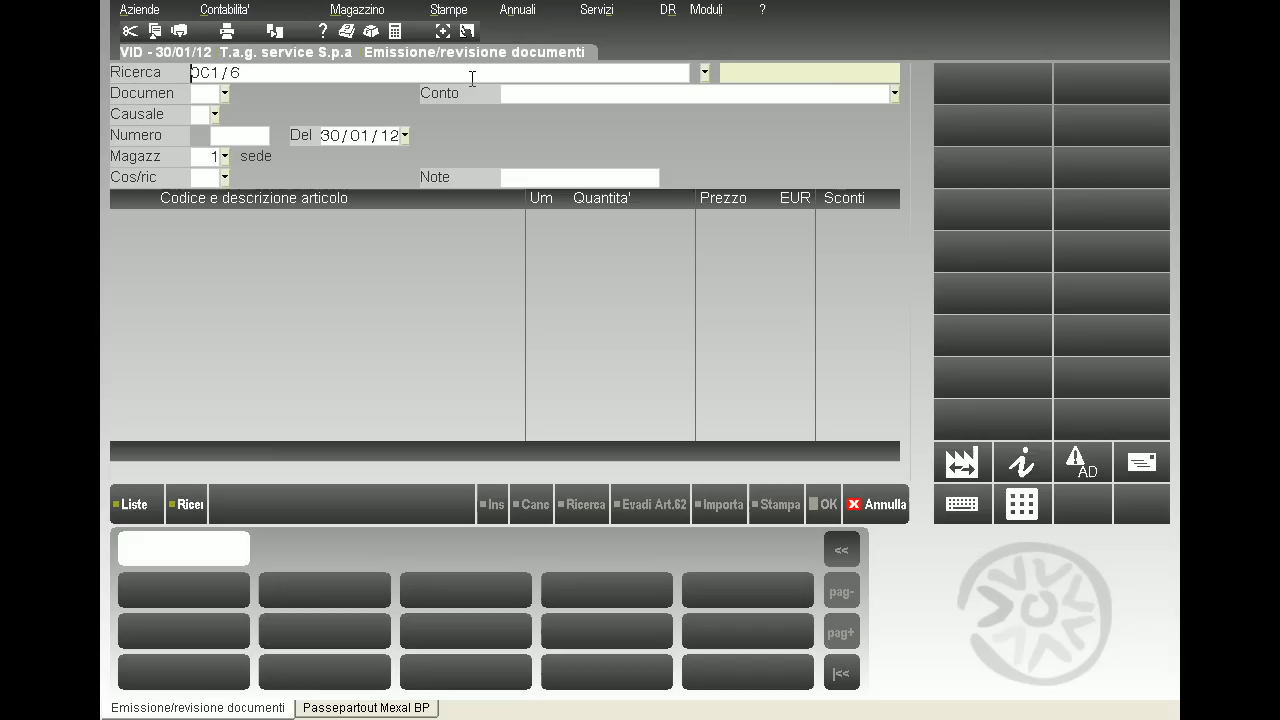 Aziende Contabilita' Magazzino Stampe Annuali Servizi DR Moduli ?
VID - 30/01/12 T.a.g. service S.p.a Emissione/revisione documenti
Ricerca OC1/6
Documen Conto
Causale
Numero Del 30/01/12
Magazz 1 sede
Cos/ric Note
Codice e descrizione articolo Um Quantita' Prezzo EUR Sconti
AD
Liste Ricer Ins Canc Ricerca Evadi Art.62 Importa Stampa OK Annulla
<<
pag-
pag+
|<<
Emissione/revisione documenti Passepartout Mexal BP